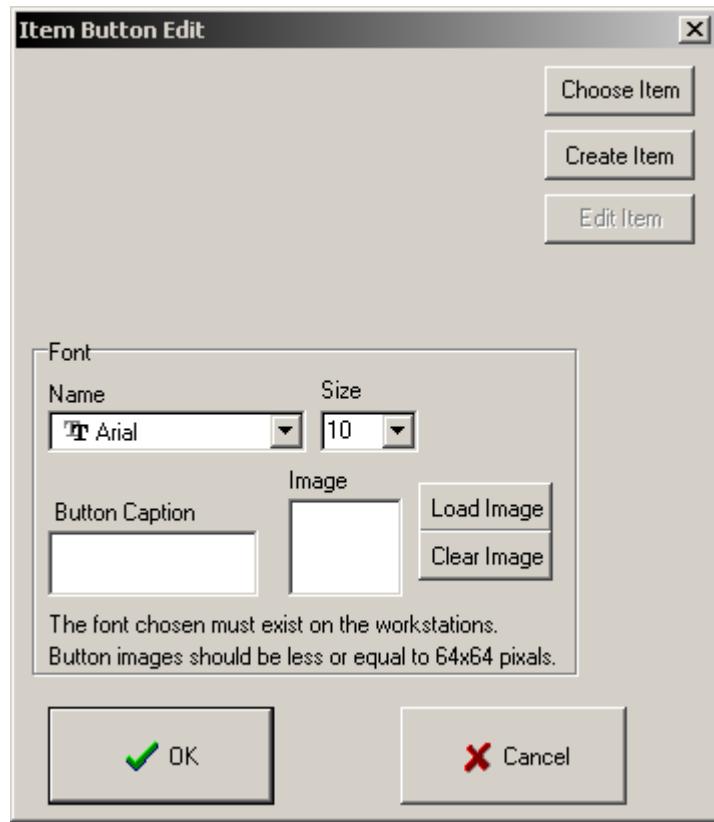 Item Button Edit
Choose Item
Create Item
Edit Item
Font
Name
Size
Arial
10
Image
Button Caption
Load Image
Clear Image
The font chosen must exist on the workstations.
Button images should be less or equal to 64x64 pixals.
OK
Cancel